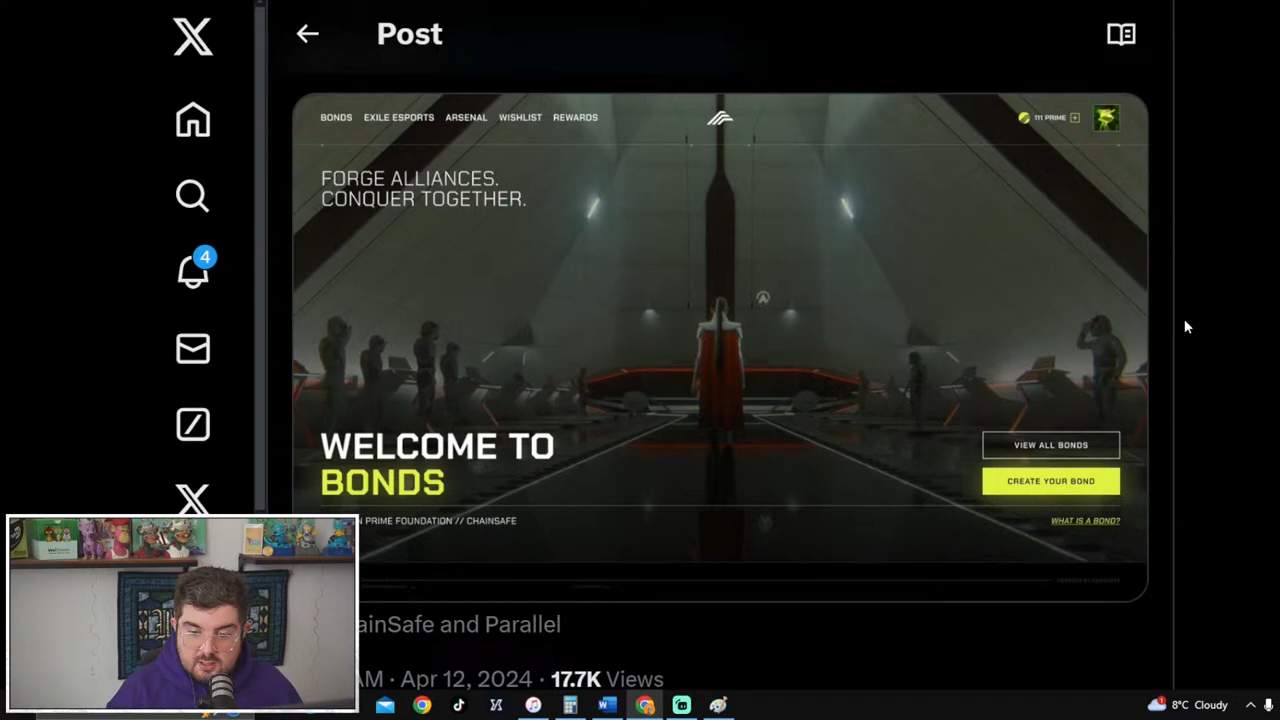 Post
BONDS EXILE ESPORTS ARSENAL WISHLIST REWARDS
111 PRIME
FORGE ALLIANCES.
CONQUER TOGETHER.
4
VIEW ALL BONDS
WELCOME TO
BONDS
CREATE YOUR BOND
PRIME FOUNDATION // CHAINSAFE
WHAT IS A BOND?
and Parallel
AM · Apr 12, 2024 · 17.7K Views
8°C Cloudy